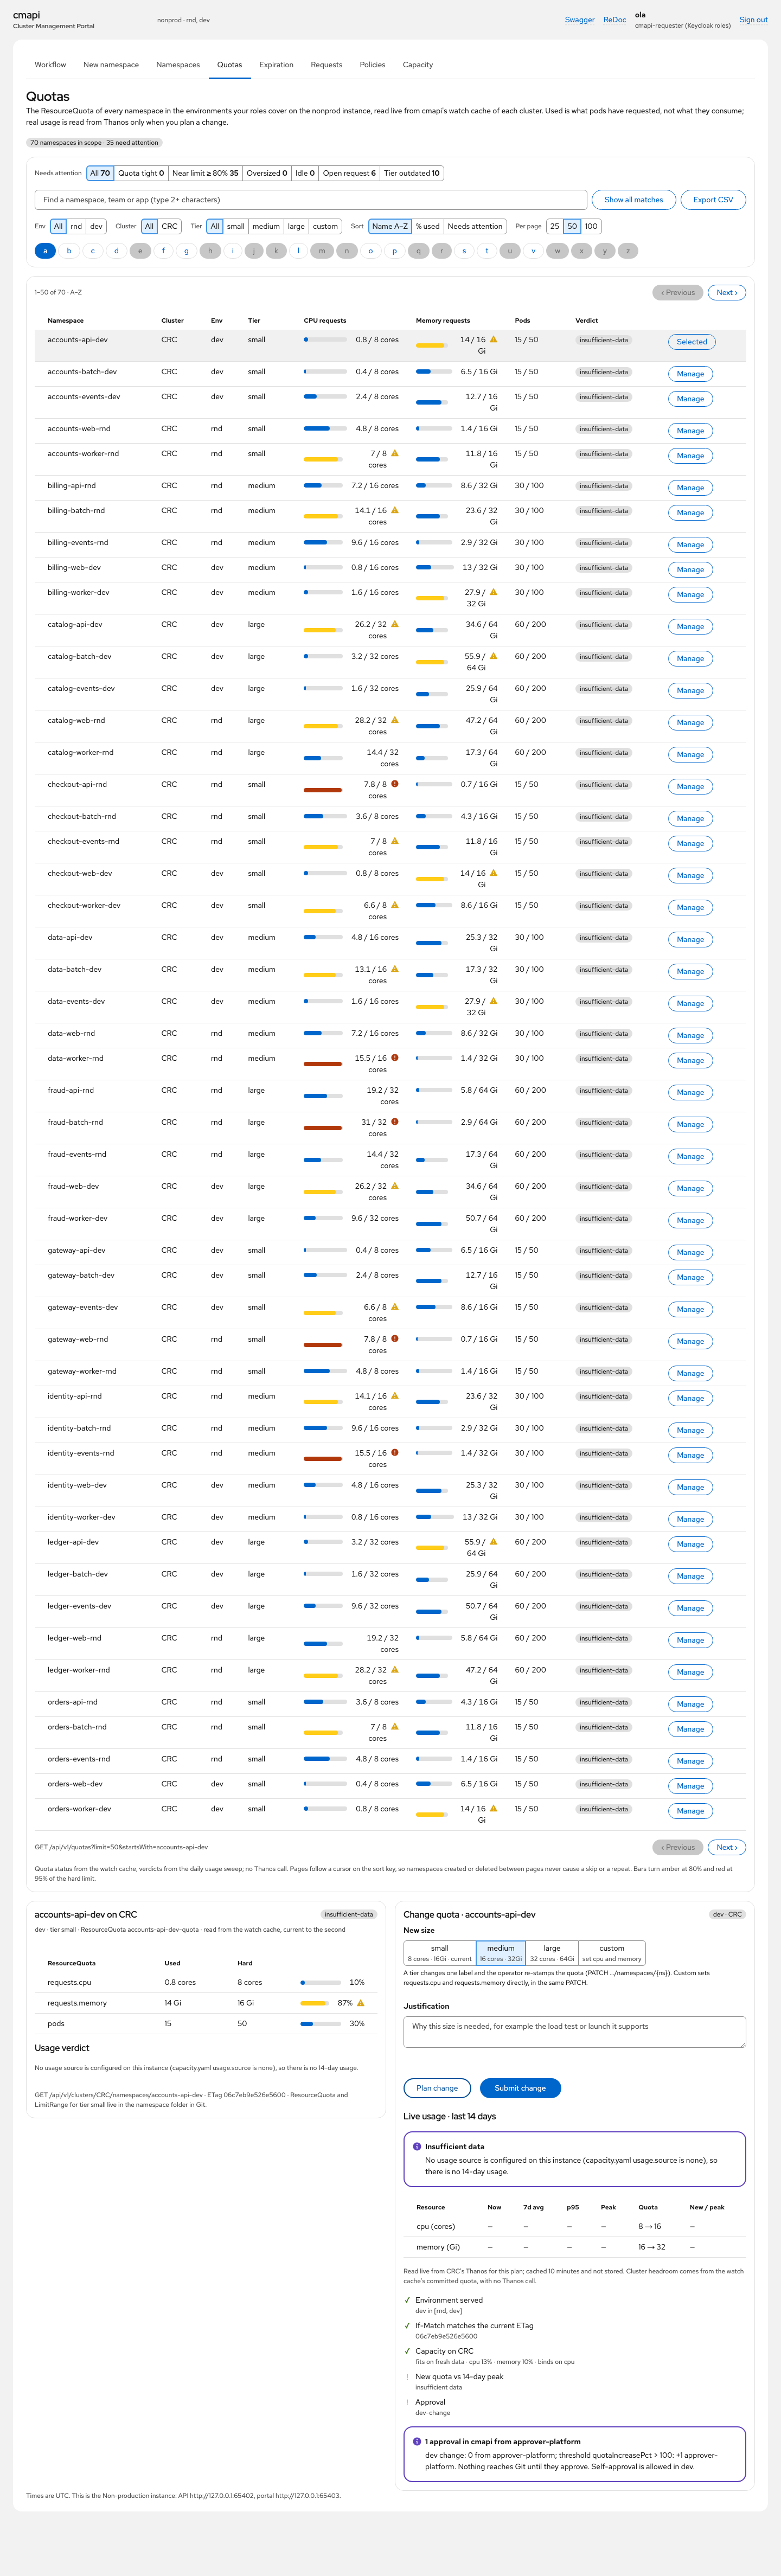 cmapi
Cluster Management Portal
nonprod · rnd, dev
Swagger
ReDoc
ola
cmapi-requester (Keycloak roles)
Sign out
Workflow New namespace Namespaces Quotas Expiration Requests Policies Capacity
Quotas
The ResourceQuota of every namespace in the environments your roles cover on the nonprod instance, read live from cmapi's watch cache of each cluster. Used is what pods have requested, not what they consume;
real usage is read from Thanos only when you plan a change.
70 namespaces in scope · 35 need attention
Needs attention All 70 Quota tight 0 Near limit ≥ 80% 35 Oversized 0 Idle 0 Open request 6 Tier outdated 10
Find a namespace, team or app (type 2+ characters)
Show all matches
Export CSV
Env All rnd dev Cluster All CRC Tier All small medium large custom Sort Name A–Z % used Needs attention Per page 25 50 100
a b c d e f g h i j k l m n o p q r s t u v w x y z
1–50 of 70 · A–Z
‹ Previous Next ›
Namespace Cluster Env Tier CPU requests Memory requests Pods Verdict
accounts-api-dev CRC dev small 0.8 / 8 cores 14 / 16 Gi 15 / 50 insufficient-data Selected
accounts-batch-dev CRC dev small 0.4 / 8 cores 6.5 / 16 Gi 15 / 50 insufficient-data Manage
accounts-events-dev CRC dev small 2.4 / 8 cores 12.7 / 16 Gi 15 / 50 insufficient-data Manage
accounts-web-rnd CRC rnd small 4.8 / 8 cores 1.4 / 16 Gi 15 / 50 insufficient-data Manage
accounts-worker-rnd CRC rnd small 7 / 8 cores 11.8 / 16 Gi 15 / 50 insufficient-data Manage
billing-api-rnd CRC rnd medium 7.2 / 16 cores 8.6 / 32 Gi 30 / 100 insufficient-data Manage
billing-batch-rnd CRC rnd medium 14.1 / 16 cores 23.6 / 32 Gi 30 / 100 insufficient-data Manage
billing-events-rnd CRC rnd medium 9.6 / 16 cores 2.9 / 32 Gi 30 / 100 insufficient-data Manage
billing-web-dev CRC dev medium 0.8 / 16 cores 13 / 32 Gi 30 / 100 insufficient-data Manage
billing-worker-dev CRC dev medium 1.6 / 16 cores 27.9 / 32 Gi 30 / 100 insufficient-data Manage
catalog-api-dev CRC dev large 26.2 / 32 cores 34.6 / 64 Gi 60 / 200 insufficient-data Manage
catalog-batch-dev CRC dev large 3.2 / 32 cores 55.9 / 64 Gi 60 / 200 insufficient-data Manage
catalog-events-dev CRC dev large 1.6 / 32 cores 25.9 / 64 Gi 60 / 200 insufficient-data Manage
catalog-web-rnd CRC rnd large 28.2 / 32 cores 47.2 / 64 Gi 60 / 200 insufficient-data Manage
catalog-worker-rnd CRC rnd large 14.4 / 32 cores 17.3 / 64 Gi 60 / 200 insufficient-data Manage
checkout-api-rnd CRC rnd small 7.8 / 8 cores 0.7 / 16 Gi 15 / 50 insufficient-data Manage
checkout-batch-rnd CRC rnd small 3.6 / 8 cores 4.3 / 16 Gi 15 / 50 insufficient-data Manage
checkout-events-rnd CRC rnd small 7 / 8 cores 11.8 / 16 Gi 15 / 50 insufficient-data Manage
checkout-web-dev CRC dev small 0.8 / 8 cores 14 / 16 Gi 15 / 50 insufficient-data Manage
checkout-worker-dev CRC dev small 6.6 / 8 cores 8.6 / 16 Gi 15 / 50 insufficient-data Manage
data-api-dev CRC dev medium 4.8 / 16 cores 25.3 / 32 Gi 30 / 100 insufficient-data Manage
data-batch-dev CRC dev medium 13.1 / 16 cores 17.3 / 32 Gi 30 / 100 insufficient-data Manage
data-events-dev CRC dev medium 1.6 / 16 cores 27.9 / 32 Gi 30 / 100 insufficient-data Manage
data-web-rnd CRC rnd medium 7.2 / 16 cores 8.6 / 32 Gi 30 / 100 insufficient-data Manage
data-worker-rnd CRC rnd medium 15.5 / 16 cores 1.4 / 32 Gi 30 / 100 insufficient-data Manage
fraud-api-rnd CRC rnd large 19.2 / 32 cores 5.8 / 64 Gi 60 / 200 insufficient-data Manage
fraud-batch-rnd CRC rnd large 31 / 32 cores 2.9 / 64 Gi 60 / 200 insufficient-data Manage
fraud-events-rnd CRC rnd large 14.4 / 32 cores 17.3 / 64 Gi 60 / 200 insufficient-data Manage
fraud-web-dev CRC dev large 26.2 / 32 cores 34.6 / 64 Gi 60 / 200 insufficient-data Manage
fraud-worker-dev CRC dev large 9.6 / 32 cores 50.7 / 64 Gi 60 / 200 insufficient-data Manage
gateway-api-dev CRC dev small 0.4 / 8 cores 6.5 / 16 Gi 15 / 50 insufficient-data Manage
gateway-batch-dev CRC dev small 2.4 / 8 cores 12.7 / 16 Gi 15 / 50 insufficient-data Manage
gateway-events-dev CRC dev small 6.6 / 8 cores 8.6 / 16 Gi 15 / 50 insufficient-data Manage
gateway-web-rnd CRC rnd small 7.8 / 8 cores 0.7 / 16 Gi 15 / 50 insufficient-data Manage
gateway-worker-rnd CRC rnd small 4.8 / 8 cores 1.4 / 16 Gi 15 / 50 insufficient-data Manage
identity-api-rnd CRC rnd medium 14.1 / 16 cores 23.6 / 32 Gi 30 / 100 insufficient-data Manage
identity-batch-rnd CRC rnd medium 9.6 / 16 cores 2.9 / 32 Gi 30 / 100 insufficient-data Manage
identity-events-rnd CRC rnd medium 15.5 / 16 cores 1.4 / 32 Gi 30 / 100 insufficient-data Manage
identity-web-dev CRC dev medium 4.8 / 16 cores 25.3 / 32 Gi 30 / 100 insufficient-data Manage
identity-worker-dev CRC dev medium 0.8 / 16 cores 13 / 32 Gi 30 / 100 insufficient-data Manage
ledger-api-dev CRC dev large 3.2 / 32 cores 55.9 / 64 Gi 60 / 200 insufficient-data Manage
ledger-batch-dev CRC dev large 1.6 / 32 cores 25.9 / 64 Gi 60 / 200 insufficient-data Manage
ledger-events-dev CRC dev large 9.6 / 32 cores 50.7 / 64 Gi 60 / 200 insufficient-data Manage
ledger-web-rnd CRC rnd large 19.2 / 32 cores 5.8 / 64 Gi 60 / 200 insufficient-data Manage
ledger-worker-rnd CRC rnd large 28.2 / 32 cores 47.2 / 64 Gi 60 / 200 insufficient-data Manage
orders-api-rnd CRC rnd small 3.6 / 8 cores 4.3 / 16 Gi 15 / 50 insufficient-data Manage
orders-batch-rnd CRC rnd small 7 / 8 cores 11.8 / 16 Gi 15 / 50 insufficient-data Manage
orders-events-rnd CRC rnd small 4.8 / 8 cores 1.4 / 16 Gi 15 / 50 insufficient-data Manage
orders-web-dev CRC dev small 0.4 / 8 cores 6.5 / 16 Gi 15 / 50 insufficient-data Manage
orders-worker-dev CRC dev small 0.8 / 8 cores 14 / 16 Gi 15 / 50 insufficient-data Manage
GET /api/v1/quotas?limit=50&startsWith=accounts-api-dev
‹ Previous Next ›
Quota status from the watch cache, verdicts from the daily usage sweep; no Thanos call. Pages follow a cursor on the sort key, so namespaces created or deleted between pages never cause a skip or a repeat. Bars turn amber at 80% and red at
95% of the hard limit.
accounts-api-dev on CRC insufficient-data
dev · tier small · ResourceQuota accounts-api-dev-quota · read from the watch cache, current to the second
ResourceQuota Used Hard
requests.cpu 0.8 cores 8 cores 10%
requests.memory 14 Gi 16 Gi 87%
pods 15 50 30%
Usage verdict
No usage source is configured on this instance (capacity.yaml usage.source is none), so there is no 14-day usage.
GET /api/v1/clusters/CRC/namespaces/accounts-api-dev · ETag 06c7eb9e526e5600 · ResourceQuota and
LimitRange for tier small live in the namespace folder in Git.
Change quota · accounts-api-dev dev · CRC
New size
small medium large custom
8 cores · 16Gi · current 16 cores · 32Gi 32 cores · 64Gi set cpu and memory
A tier changes one label and the operator re-stamps the quota (PATCH .../namespaces/{ns}). Custom sets
requests.cpu and requests.memory directly, in the same PATCH.
Justification
Why this size is needed, for example the load test or launch it supports
Plan change Submit change
Live usage · last 14 days
Insufficient data
No usage source is configured on this instance (capacity.yaml usage.source is none), so
there is no 14-day usage.
Resource Now 7d avg p95 Peak Quota New / peak
cpu (cores) – – – – 8 → 16 –
memory (Gi) – – – – 16 → 32 –
Read live from CRC's Thanos for this plan; cached 10 minutes and not stored. Cluster headroom comes from the watch
cache's committed quota, with no Thanos call.
✓ Environment served
dev in [rnd, dev]
✓ If-Match matches the current ETag
06c7eb9e526e5600
✓ Capacity on CRC
fits on fresh data · cpu 13% · memory 10% · binds on cpu
! New quota vs 14-day peak
insufficient data
! Approval
dev-change
1 approval in cmapi from approver-platform
dev change: 0 from approver-platform; threshold quotaIncreasePct > 100: +1 approver-
platform. Nothing reaches Git until they approve. Self-approval is allowed in dev.
Times are UTC. This is the Non-production instance: API http://127.0.0.1:65402, portal http://127.0.0.1:65403.